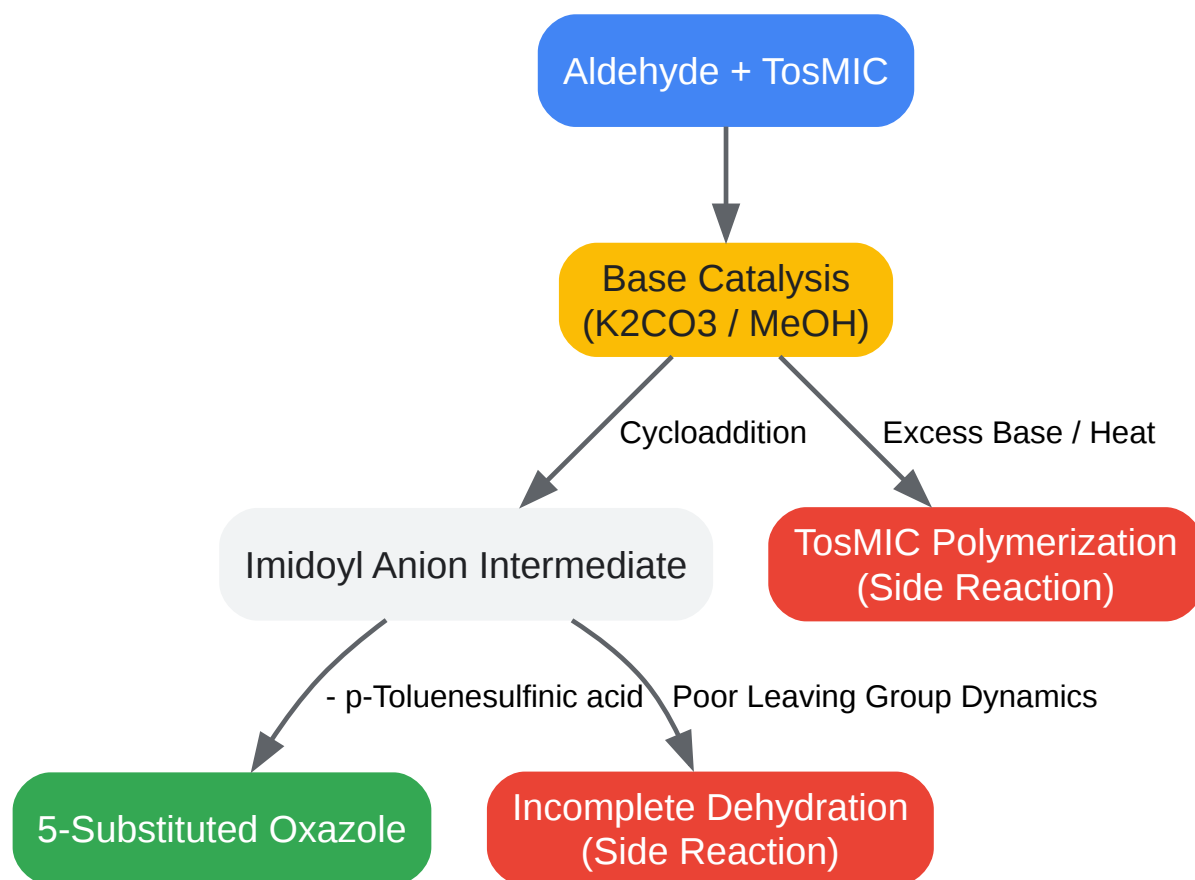 Aldehyde + TosMIC
Base Catalysis
(K2CO3 / MeOH)
Cycloaddition
Excess Base / Heat
Imidoyl Anion Intermediate
TosMIC Polymerization
(Side Reaction)
- p-Toluenesulfinic acid
Poor Leaving Group Dynamics
5-Substituted Oxazole
Incomplete Dehydration
(Side Reaction)